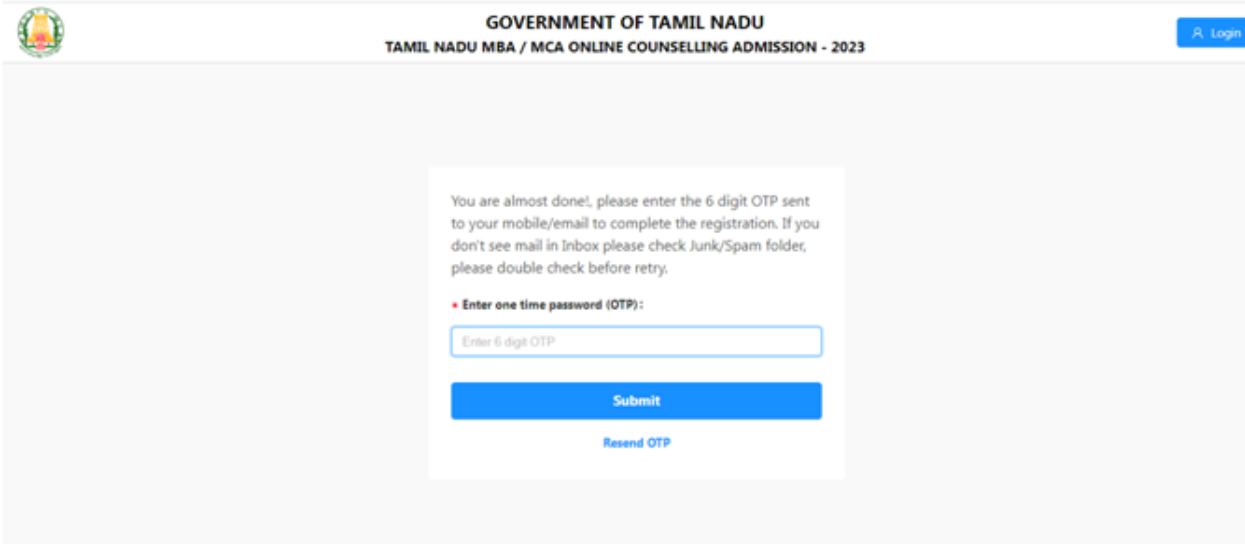 GOVERNMENT OF TAMIL NADU
TAMIL NADU MBA / MCA ONLINE COUNSELLING ADMISSION - 2023
Login
You are almost done!, please enter the 6 digit OTP sent
to your mobile/email to complete the registration. If you
don't see mail in Inbox please check Junk/Spam folder,
please double check before retry.
* Enter one time password (OTP) :
Enter 6 digit OTP
Submit
Resend OTP